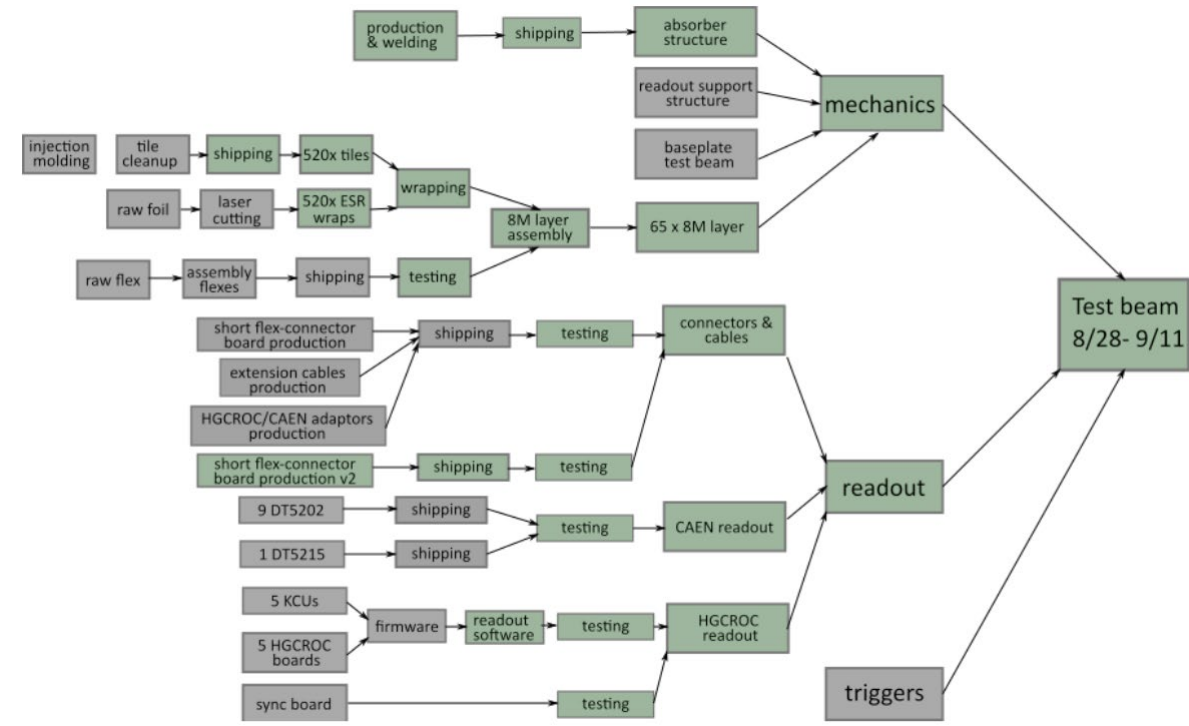 production
& welding
shipping
absorber
structure
readout support
structure
mechanics
baseplate
test beam
injection
molding
tile
cleanup
shipping
520x tiles
wrapping
raw foil
laser
cutting
520x ESR
wraps
8M layer
assembly
65 x 8M layer
raw flex
assembly
flexes
shipping
testing
Test beam
8/28- 9/11
short flex-connector
board production
shipping
testing
connectors &
cables
extension cables
production
HGCROC/CAEN adaptors
production
short flex-connector
board production v2
shipping
testing
readout
9 DT5202
shipping
testing
CAEN readout
1 DT5215
shipping
5 KCUs
firmware
readout
software
testing
HGCROC
readout
5 HGCROC
boards
sync board
testing
triggers